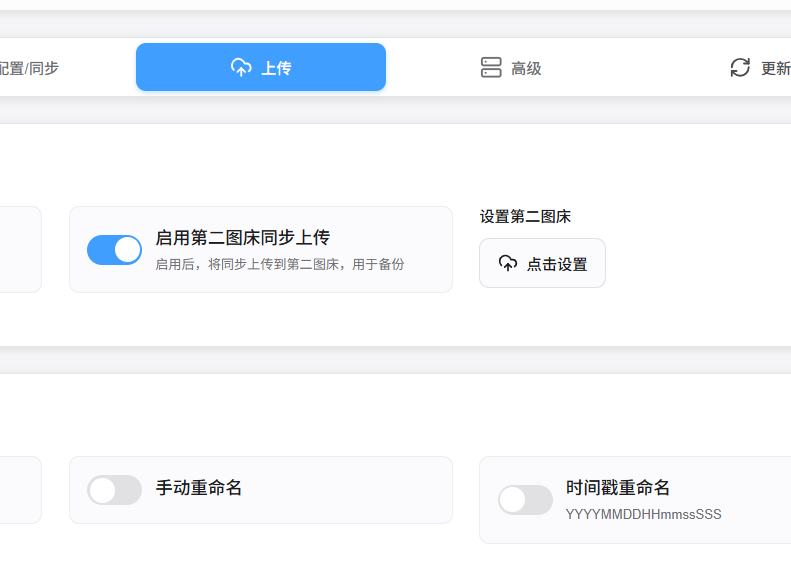 配置/同步
上传
高级
更新
启用第二图床同步上传
启用后，将同步上传到第二图床，用于备份
设置第二图床
点击设置
手动重命名
时间戳重命名
YYYYMMDDHHmmssSSS